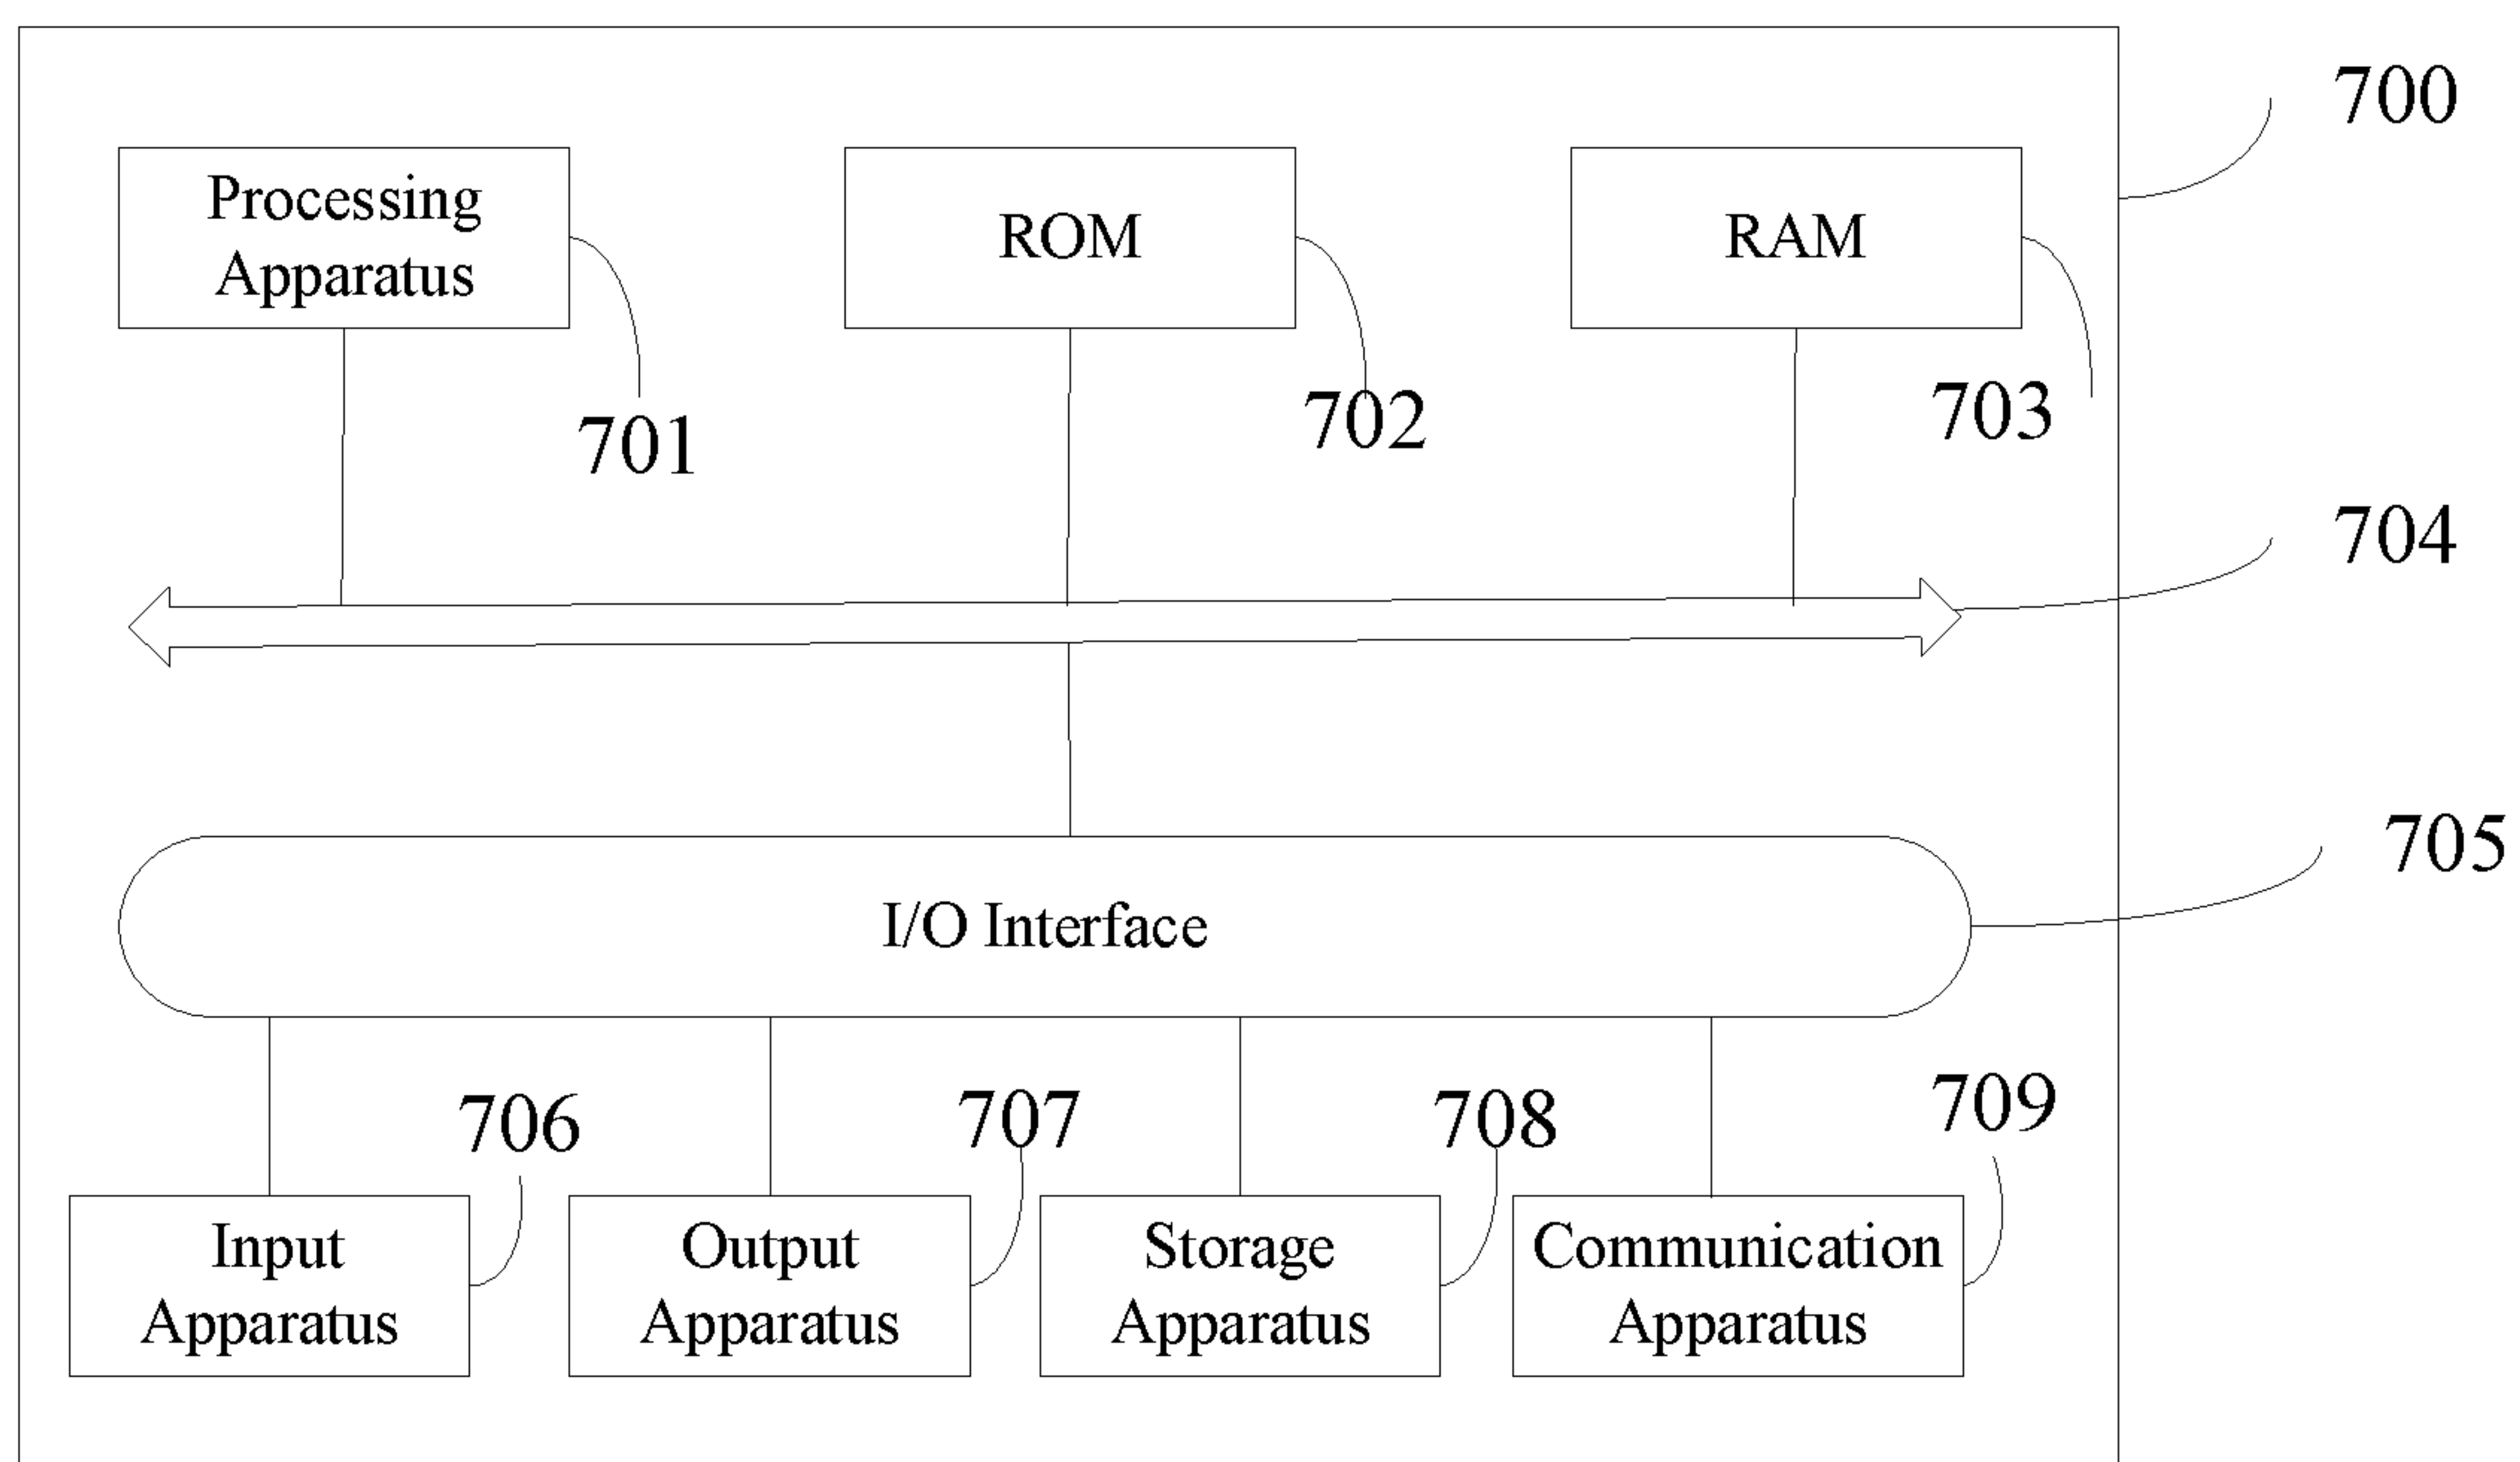 700
Processing
Apparatus
ROM
RAM
701
702
703
704
705
I/O Interface
706
707
708
709
Input
Apparatus
Output
Apparatus
Storage
Apparatus
Communication
Apparatus